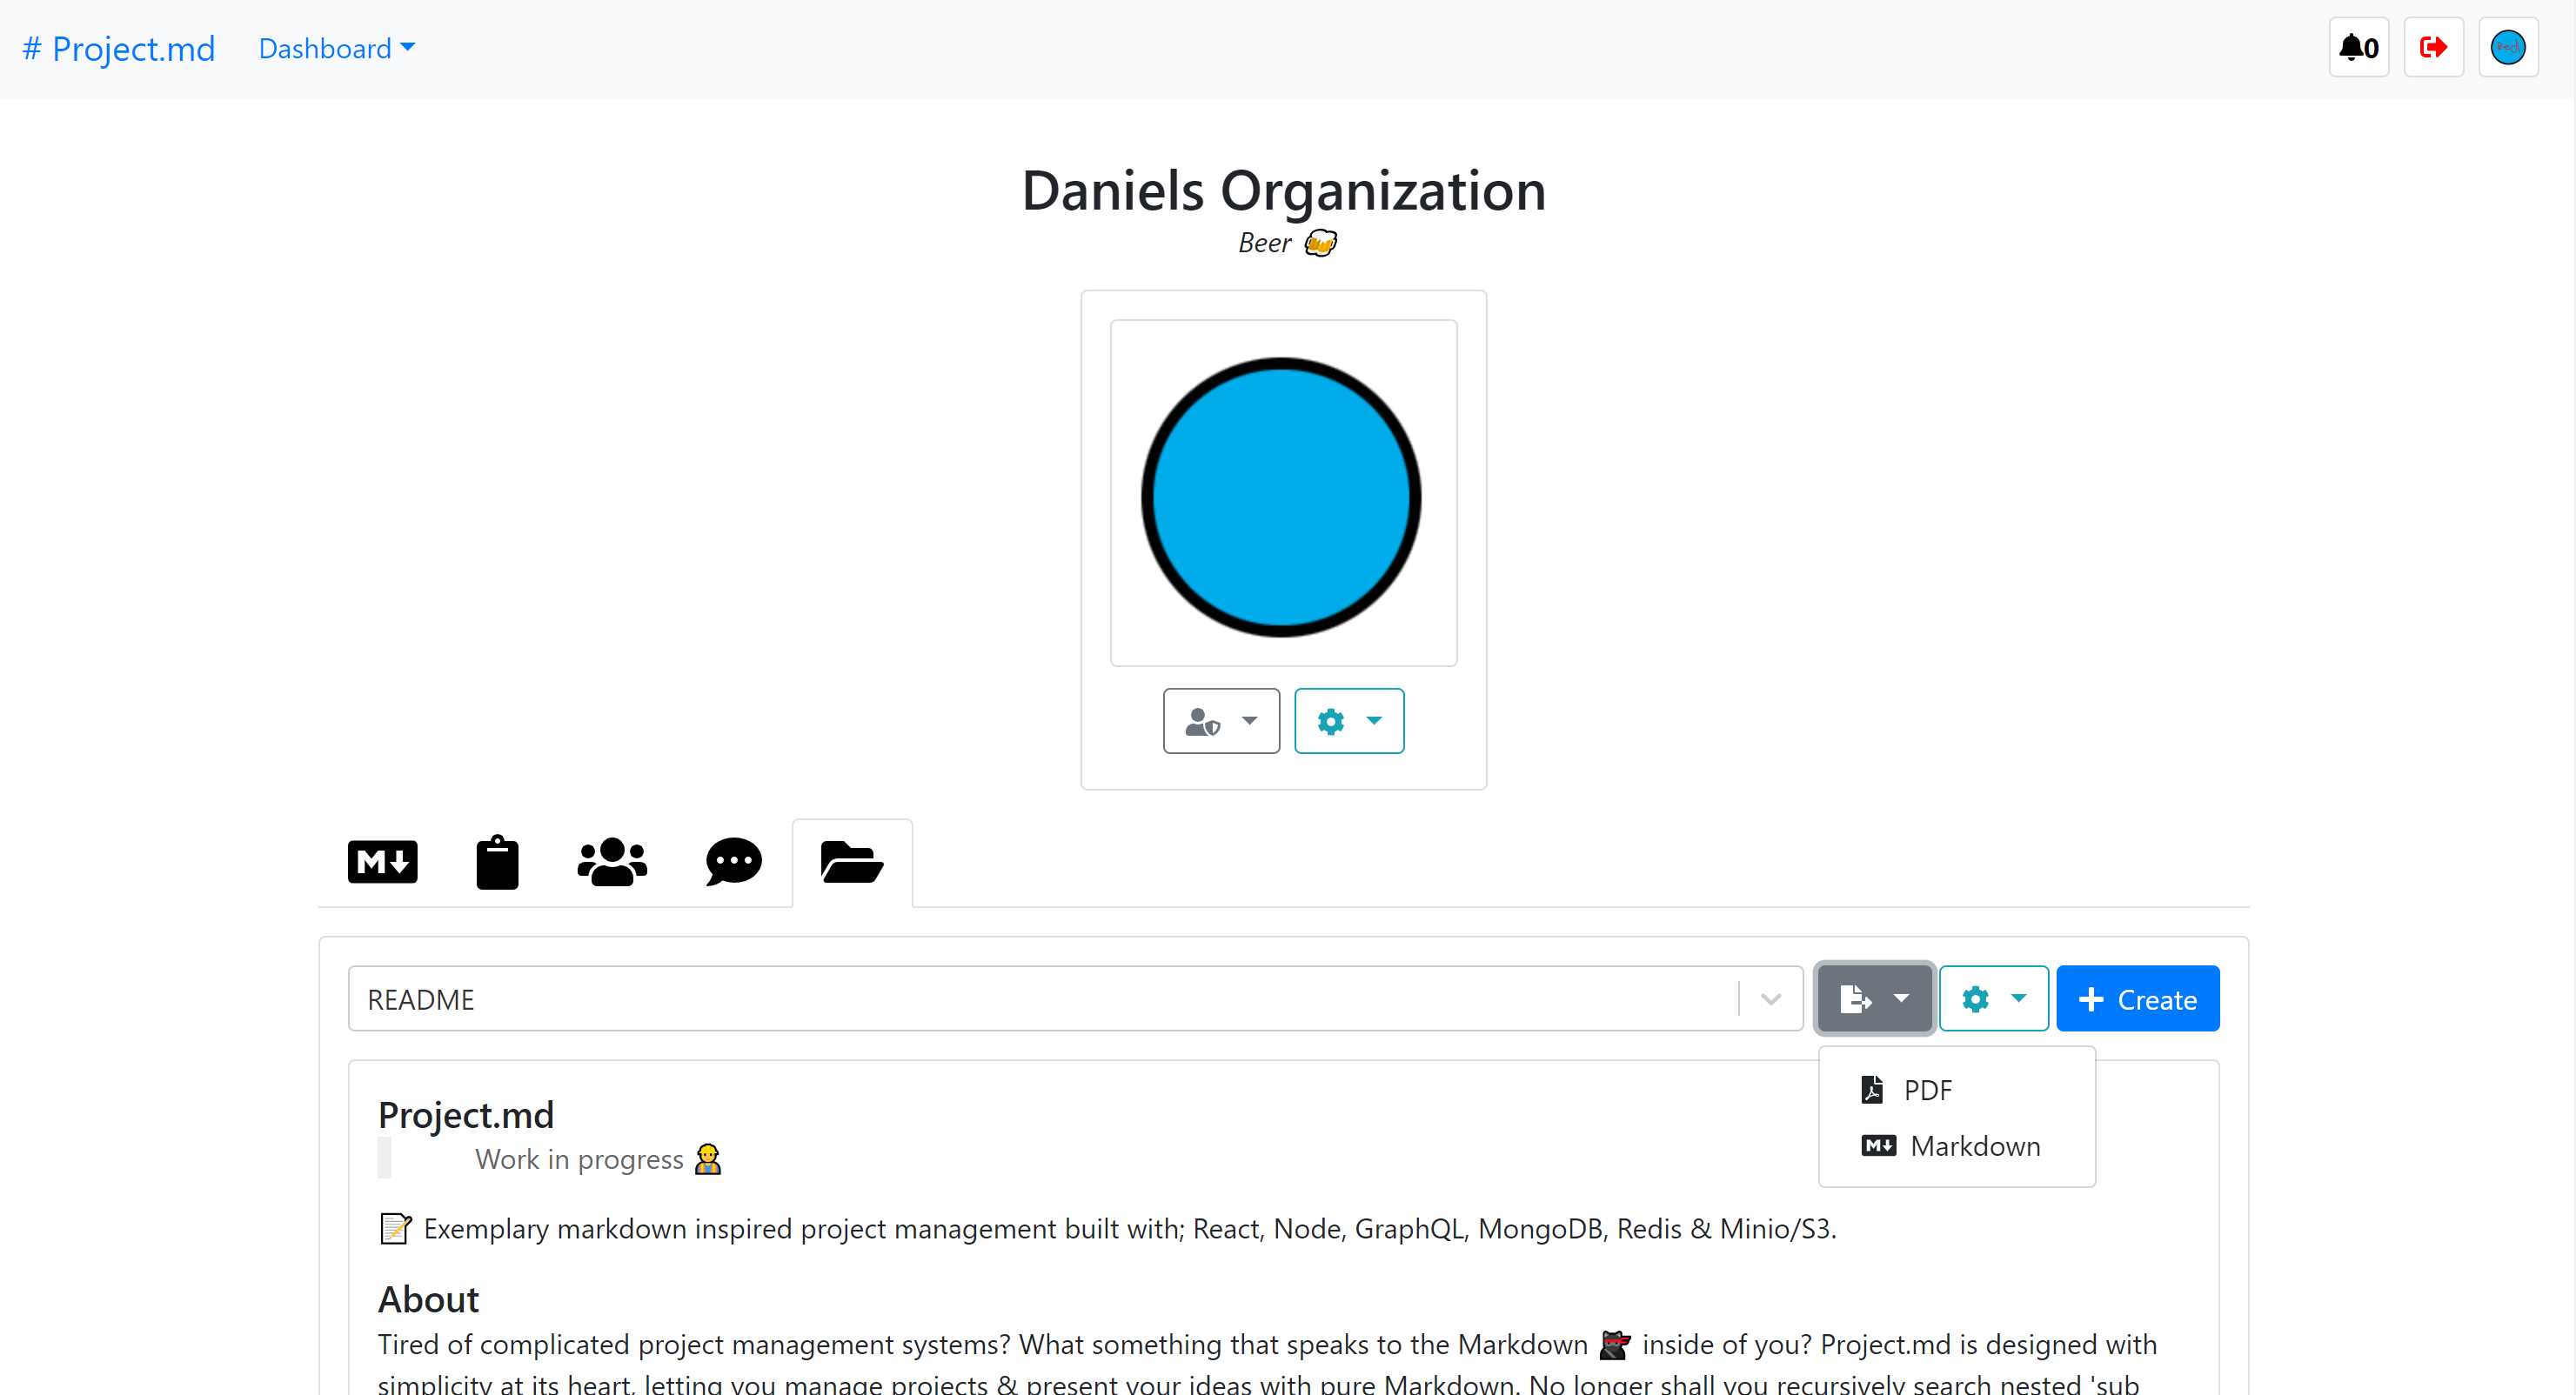 # Project.md Dashboard
0
Daniels Organization
Beer 🍻
README
Create
PDF
Markdown
Project.md
Work in progress 👷
📝 Exemplary markdown inspired project management built with; React, Node, GraphQL, MongoDB, Redis & Minio/S3.
About
Tired of complicated project management systems? What something that speaks to the Markdown 🐱‍👤 inside of you? Project.md is designed with
simplicity at its heart, letting you manage projects & present your ideas with pure Markdown. No longer shall you recursively search nested 'sub